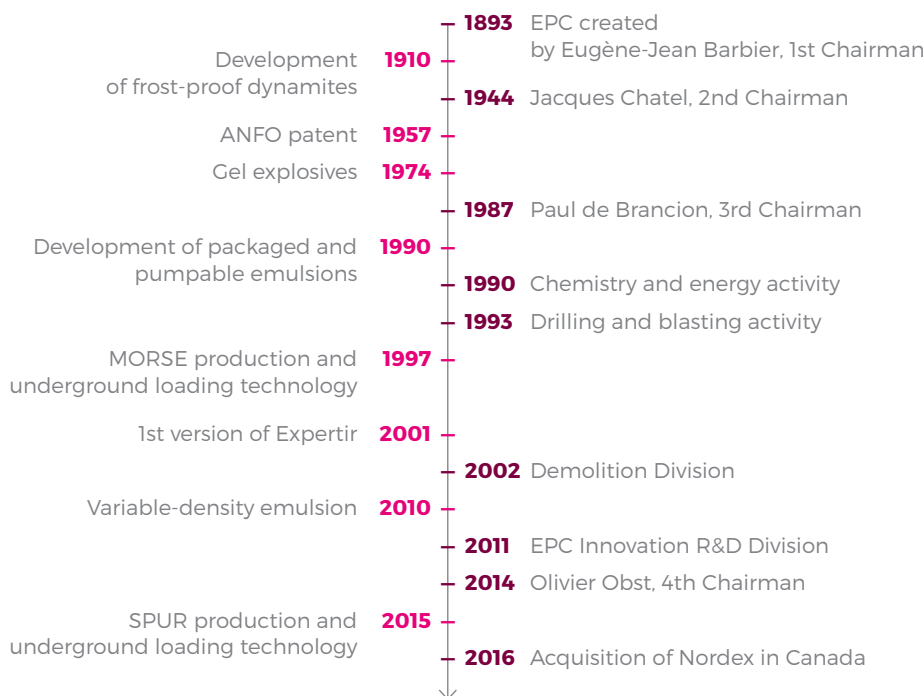 1893 EPC created
by Eugène-Jean Barbier, 1st Chairman
Development 1910
of frost-proof dynamites
1944 Jacques Chatel, 2nd Chairman
ANFO patent 1957
Gel explosives 1974
1987 Paul de Brancion, 3rd Chairman
Development of packaged and 1990
pumpable emulsions
1990 Chemistry and energy activity
1993 Drilling and blasting activity
MORSE production and 1997
underground loading technology
1st version of Expertir 2001
2002 Demolition Division
Variable-density emulsion 2010
2011 EPC Innovation R&D Division
2014 Olivier Obst, 4th Chairman
SPUR production and 2015
underground loading technology
2016 Acquisition of Nordex in Canada